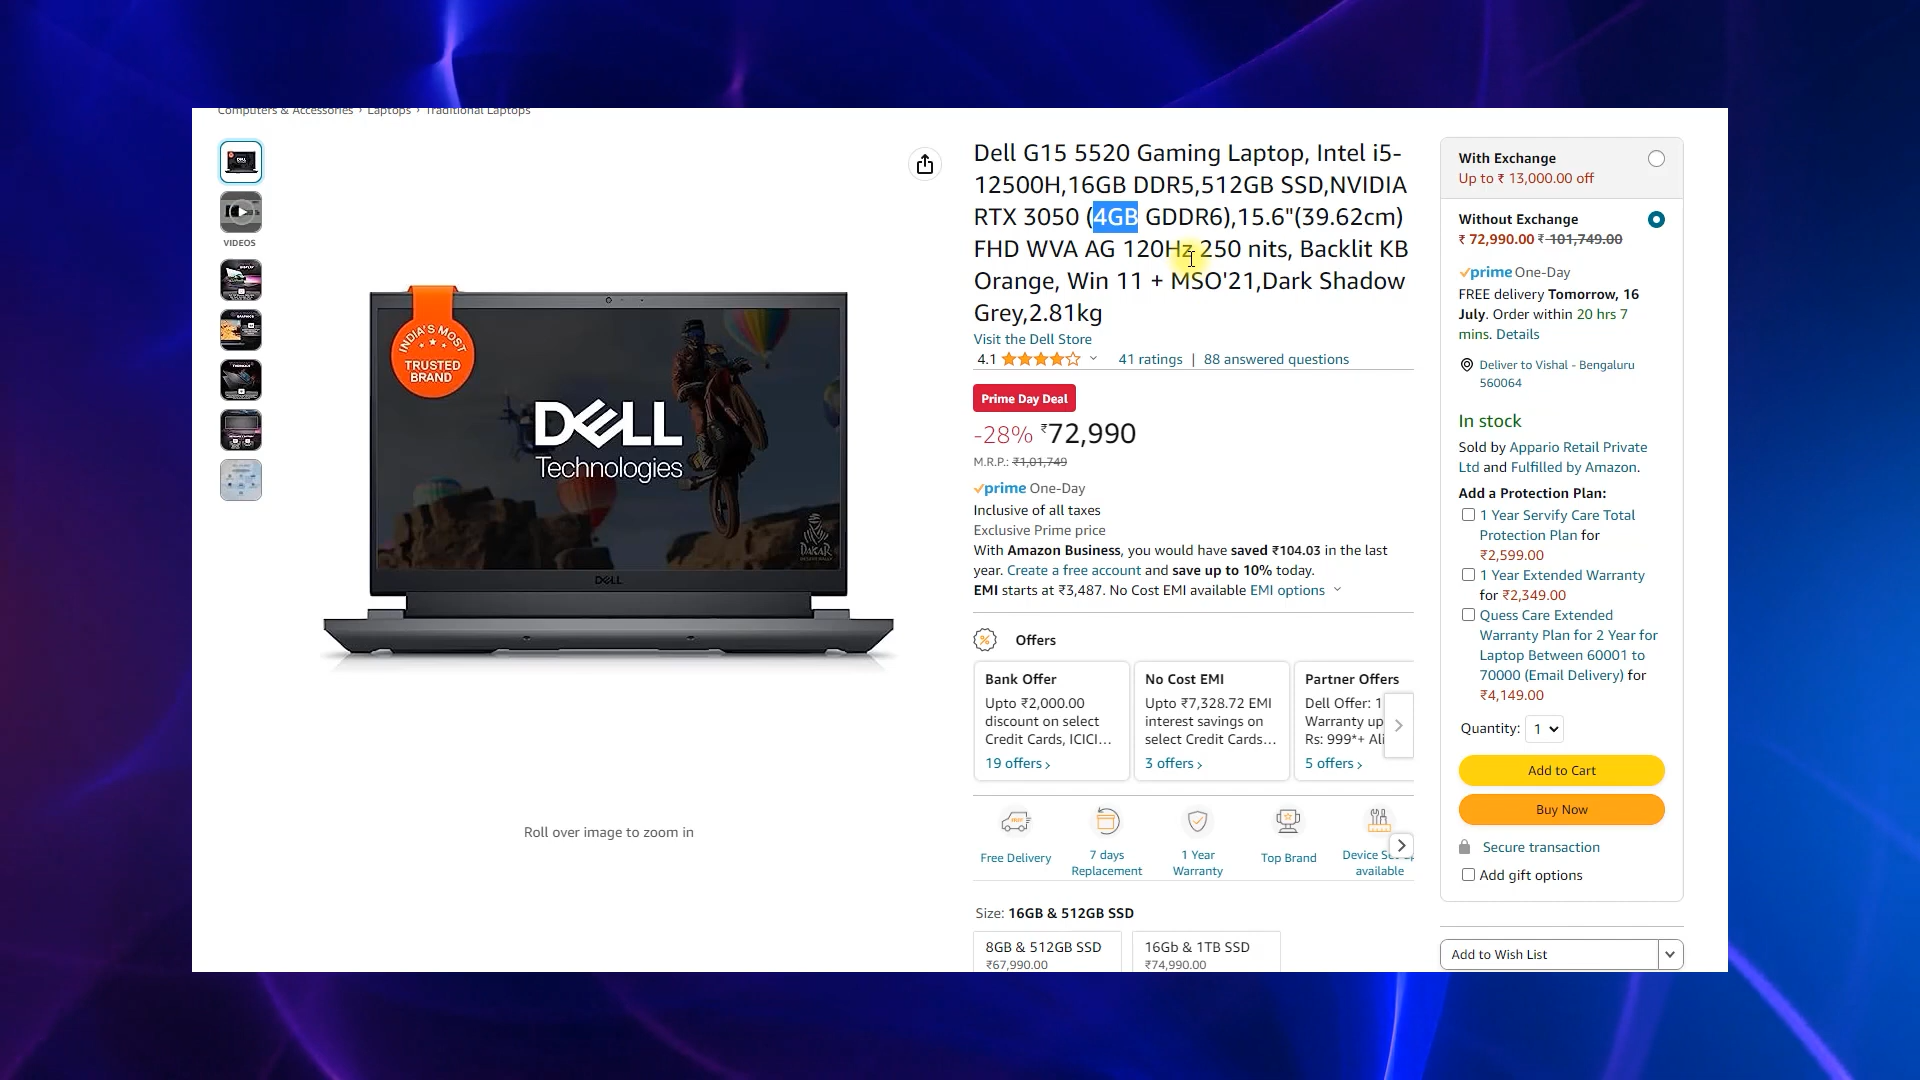 Computers & Accessories › Laptops › Traditional Laptops
VIDEOS
INDIA'S MOST
TRUSTED
BRAND
DELL
Technologies
DAKAR
DELL
Roll over image to zoom in
Dell G15 5520 Gaming Laptop, Intel i5-
12500H,16GB DDR5,512GB SSD,NVIDIA
RTX 3050 (4GB GDDR6),15.6"(39.62cm)
FHD WVA AG 120Hz 250 nits, Backlit KB
Orange, Win 11 + MSO'21,Dark Shadow
Grey,2.81kg
Visit the Dell Store
4.1 41 ratings | 88 answered questions
Prime Day Deal
-28% ₹72,990
M.R.P.: ₹1,01,749
prime One-Day
Inclusive of all taxes
Exclusive Prime price
With Amazon Business, you would have saved ₹104.03 in the last
year. Create a free account and save up to 10% today.
EMI starts at ₹3,487. No Cost EMI available EMI options
Offers
Bank Offer
Upto ₹2,000.00
discount on select
Credit Cards, ICICI...
19 offers ›
No Cost EMI
Upto ₹7,328.72 EMI
interest savings on
select Credit Cards...
3 offers ›
Partner Offers
Dell Offer: 1
Warranty up
Rs: 999*+ Ali
5 offers ›
Free Delivery
7 days
Replacement
1 Year
Warranty
Top Brand
Device Set
available
Size: 16GB & 512GB SSD
8GB & 512GB SSD
₹67,990.00
16Gb & 1TB SSD
₹74,990.00
With Exchange
Up to ₹ 13,000.00 off
Without Exchange
₹ 72,990.00 ₹ 101,749.00
prime One-Day
FREE delivery Tomorrow, 16
July. Order within 20 hrs 7
mins. Details
Deliver to Vishal - Bengaluru
560064
In stock
Sold by Appario Retail Private
Ltd and Fulfilled by Amazon.
Add a Protection Plan:
1 Year Servify Care Total
Protection Plan for
₹2,599.00
1 Year Extended Warranty
for ₹2,349.00
Quess Care Extended
Warranty Plan for 2 Year for
Laptop Between 60001 to
70000 (Email Delivery) for
₹4,149.00
Quantity: 1
Add to Cart
Buy Now
Secure transaction
Add gift options
Add to Wish List